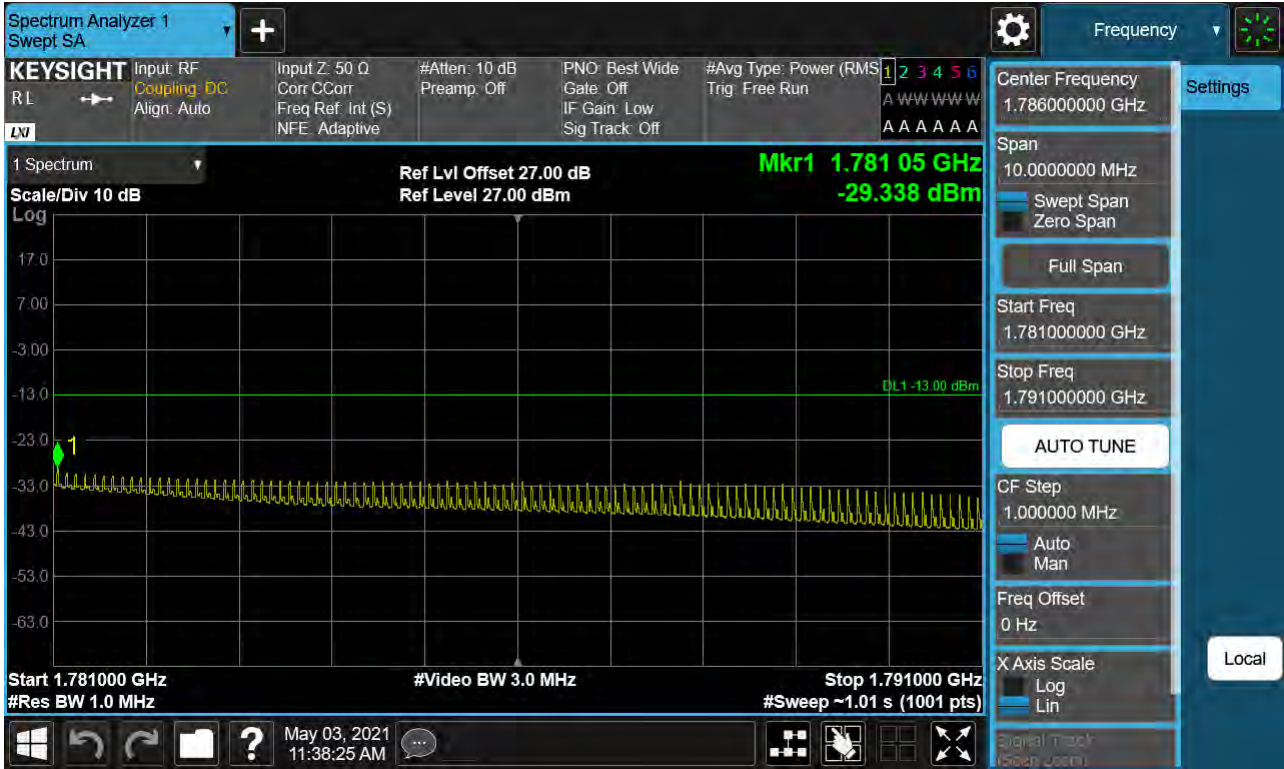 Spectrum Analyzer 1
Swept SA
Frequency
KEYSIGHT
R L
LXI
Input: RF
Coupling: DC
Align: Auto
Input Z: 50 Ω
Corr CCorr
Freq Ref: Int (S)
NFE: Adaptive
#Atten: 10 dB
Preamp: Off
PNO: Best Wide
Gate: Off
IF Gain: Low
Sig Track: Off
#Avg Type: Power (RMS
Trig: Free Run
1 2 3 4 5 6
A W W W W W
A A A A A A
1 Spectrum
Scale/Div 10 dB
Log
Ref Lvl Offset 27.00 dB
Ref Level 27.00 dBm
Mkr1 1.781 05 GHz
-29.338 dBm
17.0
7.00
-3.00
-13.0
-23.0
-33.0
-43.0
-53.0
-63.0
DL1 -13.00 dBm
1
Start 1.781000 GHz
#Res BW 1.0 MHz
#Video BW 3.0 MHz
Stop 1.791000 GHz
#Sweep ~1.01 s (1001 pts)
Center Frequency
1.786000000 GHz
Span
10.0000000 MHz
Swept Span
Zero Span
Full Span
Start Freq
1.781000000 GHz
Stop Freq
1.791000000 GHz
AUTO TUNE
CF Step
1.000000 MHz
Auto
Man
Freq Offset
0 Hz
X Axis Scale
Log
Lin
Signal Track
(Span Zoom)
Settings
Local
?
May 03, 2021
11:38:25 AM